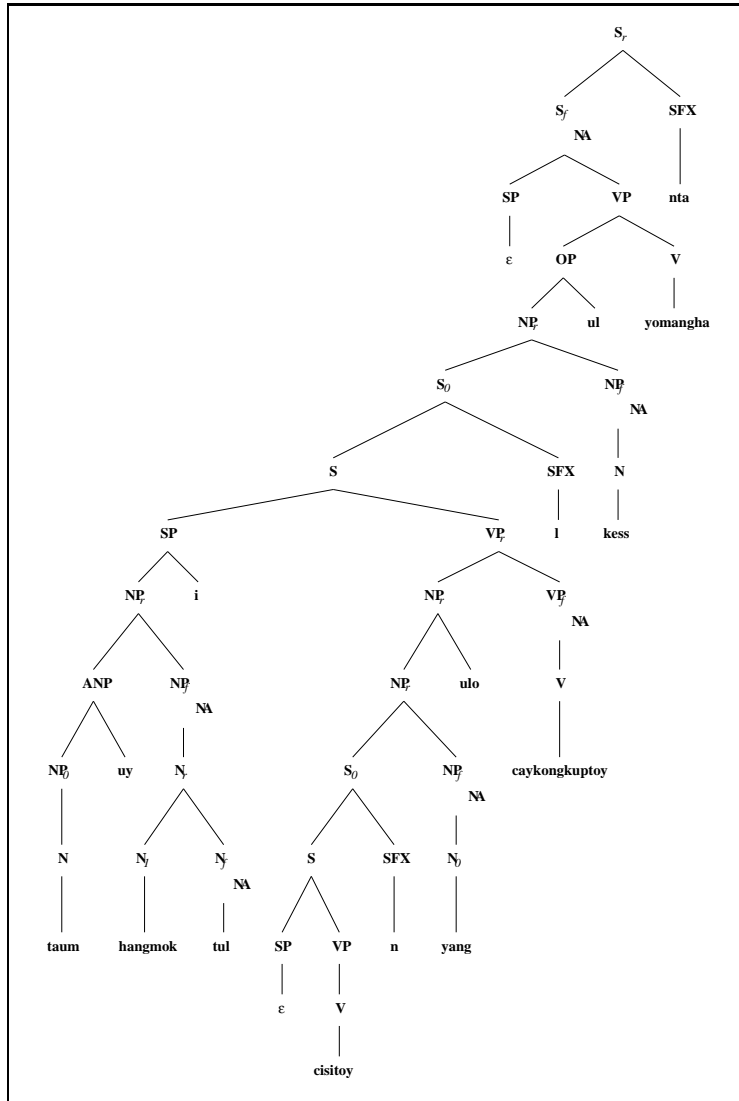 S_r
S_f SFX
NA
SP VP nta
ε OP V
NP_r ul yomangha
S_0 NP_f
NA
S SFX N
SP VP_r l kess
NP_r i NP_r VP_f
NA
ANP NP_f NP_r ulo V
NA
NP_0 uy N_r S_0 NP_f caykongkuptoy
NA
N N_1 N_f S SFX N_0
NA
taum hangmok tul SP VP n yang
ε V
cisitoy